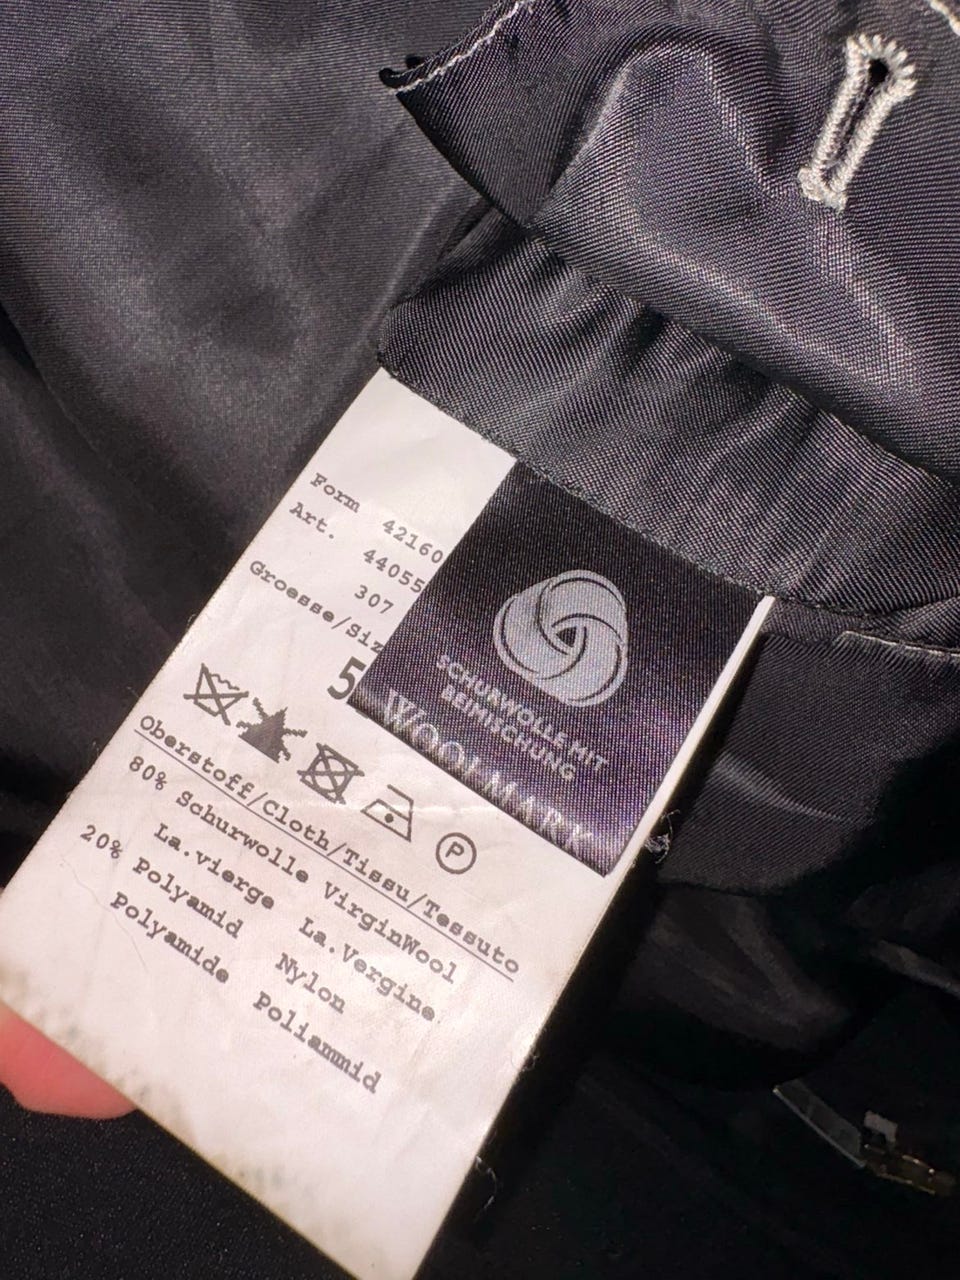 Form 42160
Art. 44055
307
Groesse/Siz
5
SCHURWOLLE MIT
BEIMISCHUNG
WOOLMARK
P
Oberstoff/Cloth/Tissu/Tessuto
80% Schurwolle VirginWool
La.vierge La.Vergine
20% Polyamid Nylon
Polyamide Poliammid